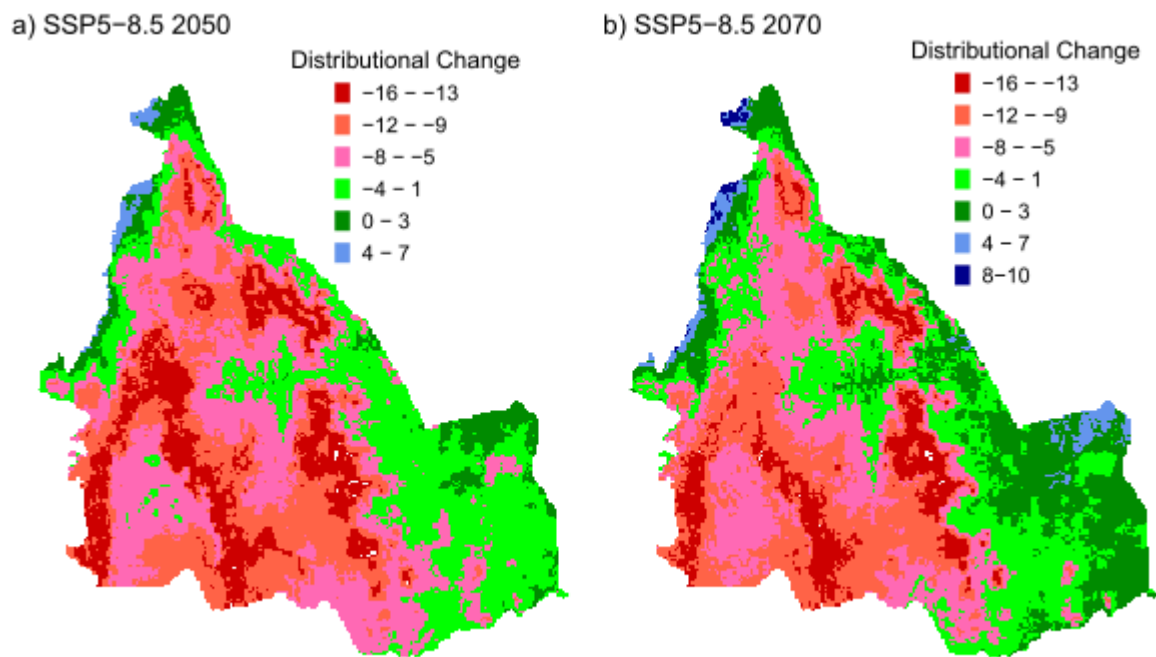 a) SSP5−8.5 2050
Distributional Change
−16 − −13
−12 − −9
−8 − −5
−4 − 1
0 − 3
4 − 7
b) SSP5−8.5 2070
Distributional Change
−16 − −13
−12 − −9
−8 − −5
−4 − 1
0 − 3
4 − 7
8−10